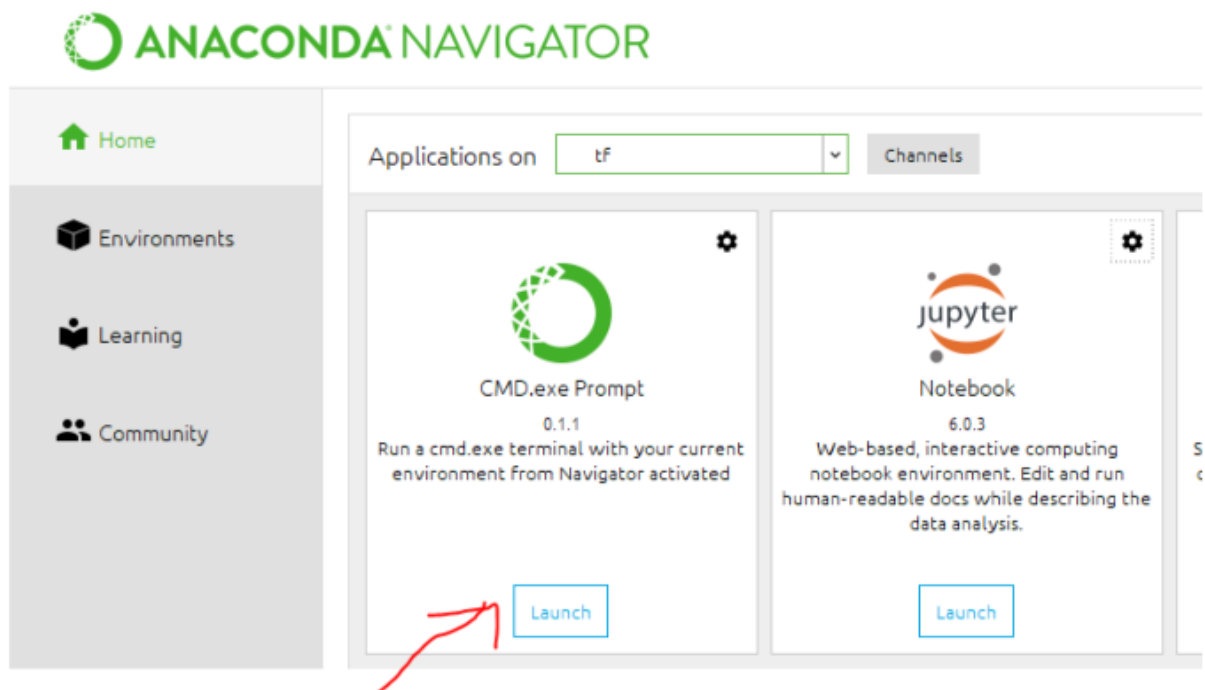 ANACONDA NAVIGATOR
Home
Applications on tf Channels
Environments
Learning
Community
CMD.exe Prompt
0.1.1
Run a cmd.exe terminal with your current
environment from Navigator activated
Launch
jupyter
Notebook
6.0.3
Web-based, interactive computing
notebook environment. Edit and run
human-readable docs while describing the
data analysis.
Launch